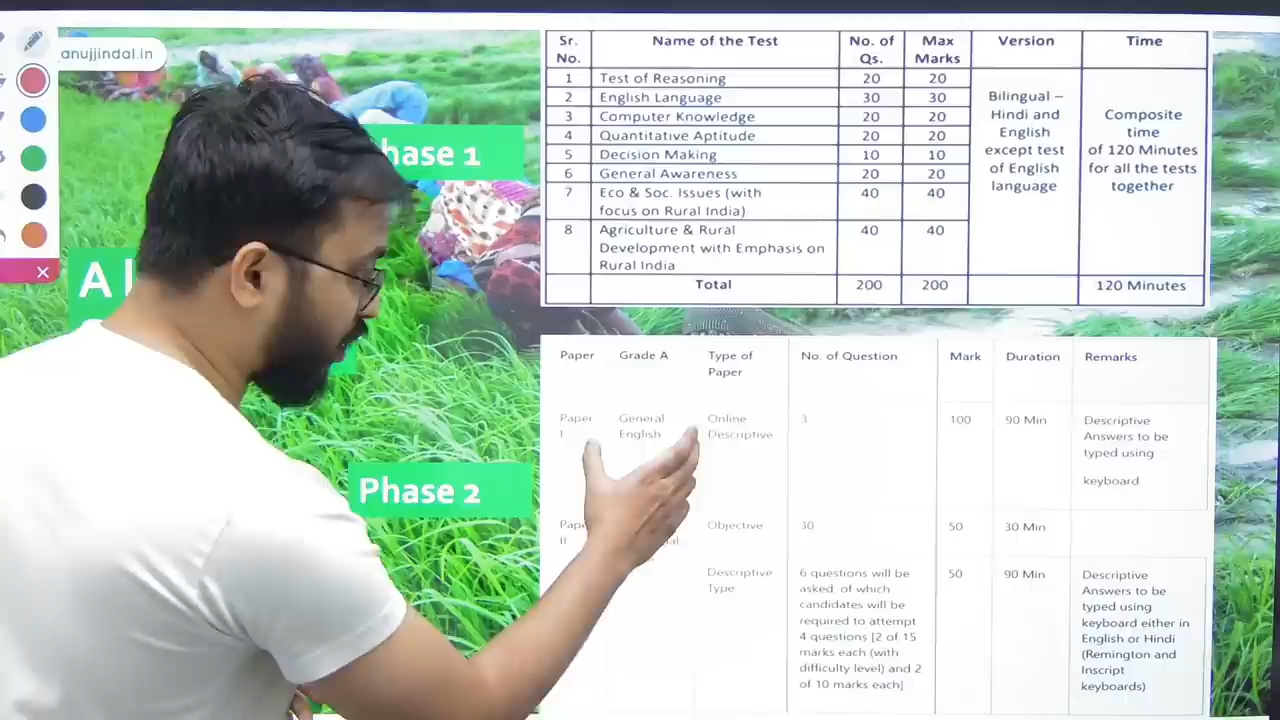 anujjindal.in
hase 1
A
Phase 2
Sr. No. Name of the Test No. of Qs. Max Marks Version Time
1 Test of Reasoning 20 20
2 English Language 30 30
3 Computer Knowledge 20 20
4 Quantitative Aptitude 20 20
5 Decision Making 10 10
6 General Awareness 20 20
7 Eco & Soc. Issues (with 40 40
focus on Rural India)
8 Agriculture & Rural 40 40
Development with Emphasis on
Rural India
Bilingual –
Hindi and
English
except test
of English
language
Composite
time
of 120 Minutes
for all the tests
together
Total 200 200 120 Minutes
Paper Grade A Type of Paper No. of Question Mark Duration Remarks
Paper I
General English
Online Descriptive
3
100
90 Min
Descriptive
Answers to be
typed using
keyboard
II
Objective
30
50
30 Min
Descriptive
Type
6 questions will be
asked, of which
candidates will be
required to attempt
4 questions [2 of 15
marks each (with
difficulty level) and 2
of 10 marks each]
50
90 Min
Descriptive
Answers to be
typed using
keyboard either in
English or Hindi
(Remington and
Inscript
keyboards)